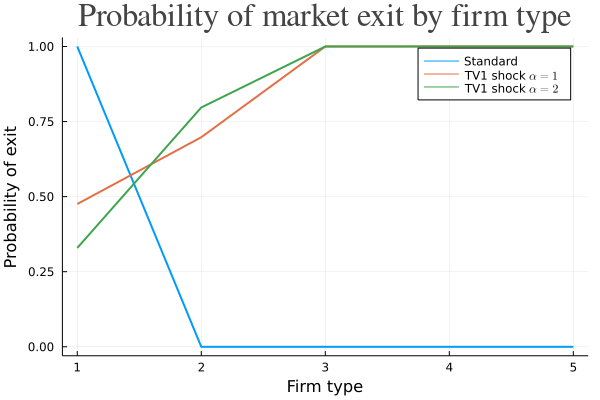 Probability of market exit by firm type
1.00
0.75
0.50
0.25
0.00
Probability of exit
Standard
TV1 shock α = 1
TV1 shock α = 2
1 2 3 4 5
Firm type